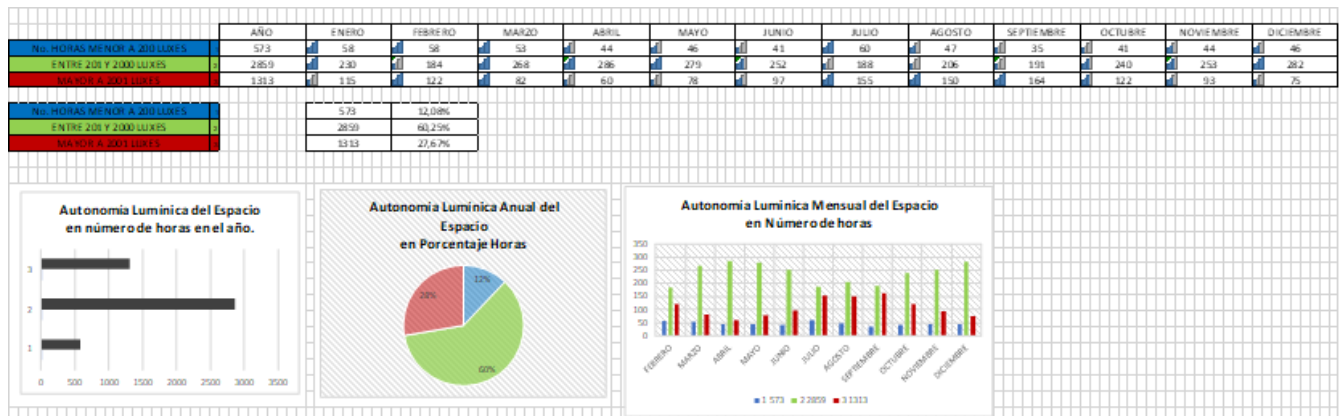 AÑO ENERO FEBRERO MARZO ABRIL MAYO JUNIO JULIO AGOSTO SEPTIEMBRE OCTUBRE NOVIEMBRE DICIEMBRE
No. HORAS MENOR A 200 LUXES 573 58 58 53 44 46 41 60 47 35 41 44 46
ENTRE 201 Y 2000 LUXES 2859 230 184 268 286 279 252 188 206 191 240 253 282
MAYOR A 2001 LUXES 1313 115 122 82 60 78 97 155 150 164 122 93 75
No. HORAS MENOR A 200 LUXES 573 12,08%
ENTRE 201 Y 2000 LUXES 2859 60,25%
MAYOR A 2001 LUXES 1313 27,67%
Autonomía Luminica del Espacio
en número de horas en el año.
3
2
1
0 500 1000 1500 2000 2500 3000 3500
Autonomía Luminica Anual del
Espacio
en Porcentaje Horas
12%
28%
60%
Autonomía Luminica Mensual del Espacio
en Número de horas
350
300
250
200
150
100
50
0
FEBRERO MARZO ABRIL MAYO JUNIO JULIO AGOSTO SEPTIEMBRE OCTUBRE NOVIEMBRE DICIEMBRE
1 573 2 2859 3 1313